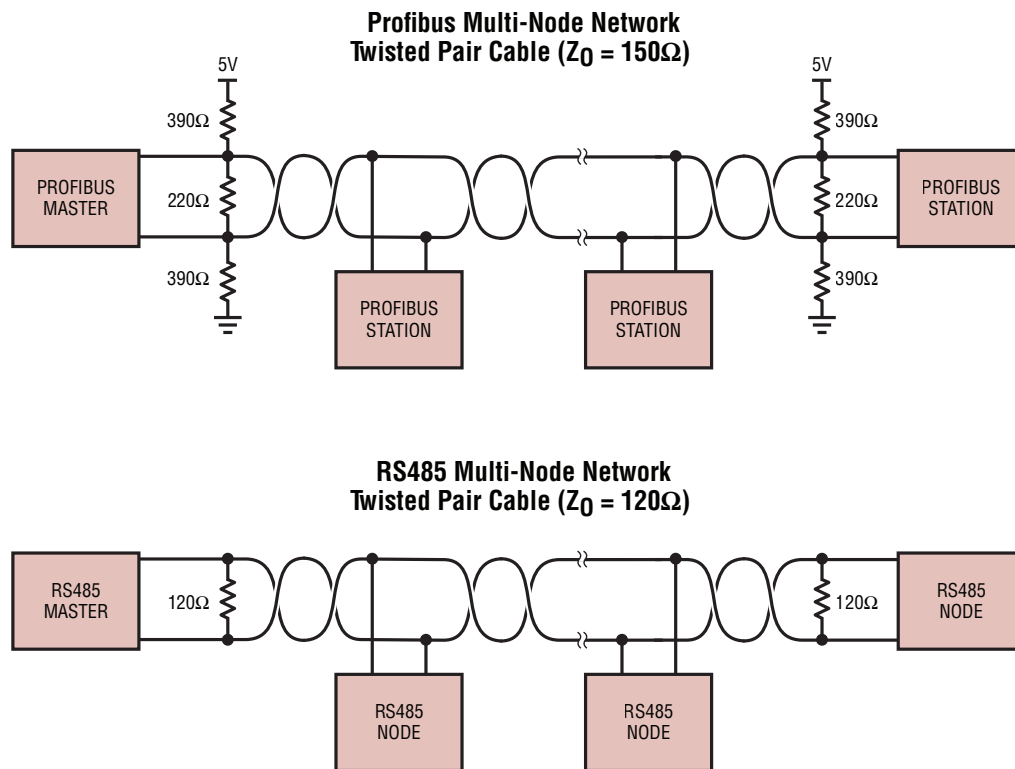 Profibus Multi-Node Network
Twisted Pair Cable (Z0 = 150Ω)
5V
5V
390Ω
390Ω
PROFIBUS
MASTER
220Ω
220Ω
PROFIBUS
STATION
390Ω
390Ω
PROFIBUS
STATION
PROFIBUS
STATION
RS485 Multi-Node Network
Twisted Pair Cable (Z0 = 120Ω)
RS485
MASTER
120Ω
120Ω
RS485
NODE
RS485
NODE
RS485
NODE